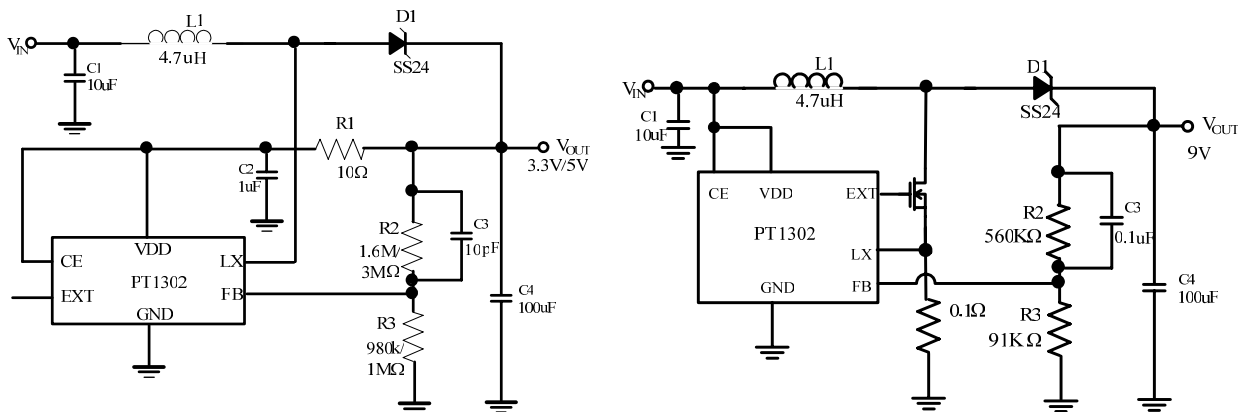 L1
4.7uH
D1
SS24
VIN
C1
10uF
R1
10Ω
C2
1uF
VOUT
3.3V/5V
R2
1.6M/
3MΩ
C3
10pF
VDD
CE
LX
PT1302
EXT
FB
GND
C4
100uF
R3
980k/
1MΩ
L1
4.7uH
D1
SS24
VIN
C1
10uF
VOUT
9V
CE
VDD
EXT
PT1302
LX
GND
FB
R2
560KΩ
C3
0.1uF
C4
100uF
0.1Ω
R3
91KΩ